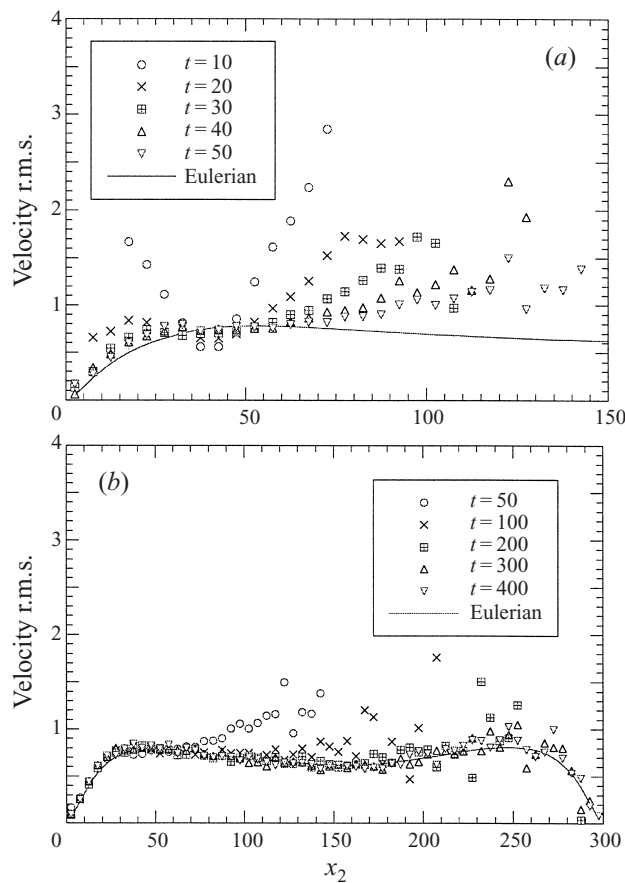 4
3
2
1
0
Velocity r.m.s.
t = 10
t = 20
t = 30
t = 40
t = 50
Eulerian
(a)
50
100
150
4
3
2
1
0
Velocity r.m.s.
(b)
t = 50
t = 100
t = 200
t = 300
t = 400
Eulerian
50
100
150
200
250
300
x₂